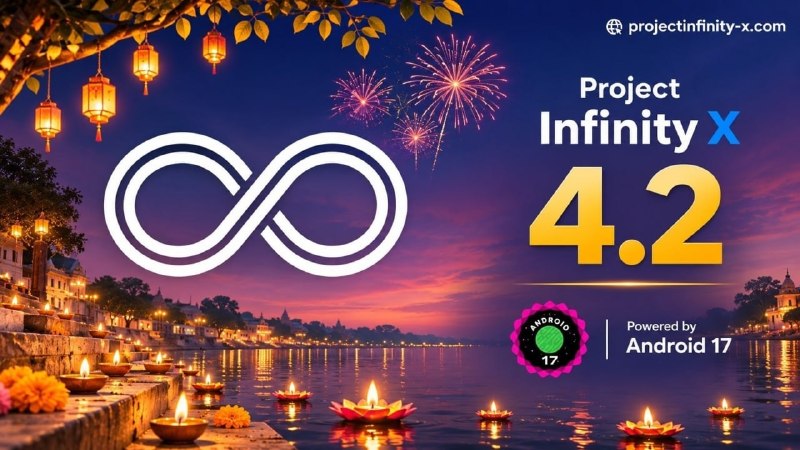 projectinfinity-x.com
Project
Infinity X
4.2
ANDROID
17
Powered by
Android 17